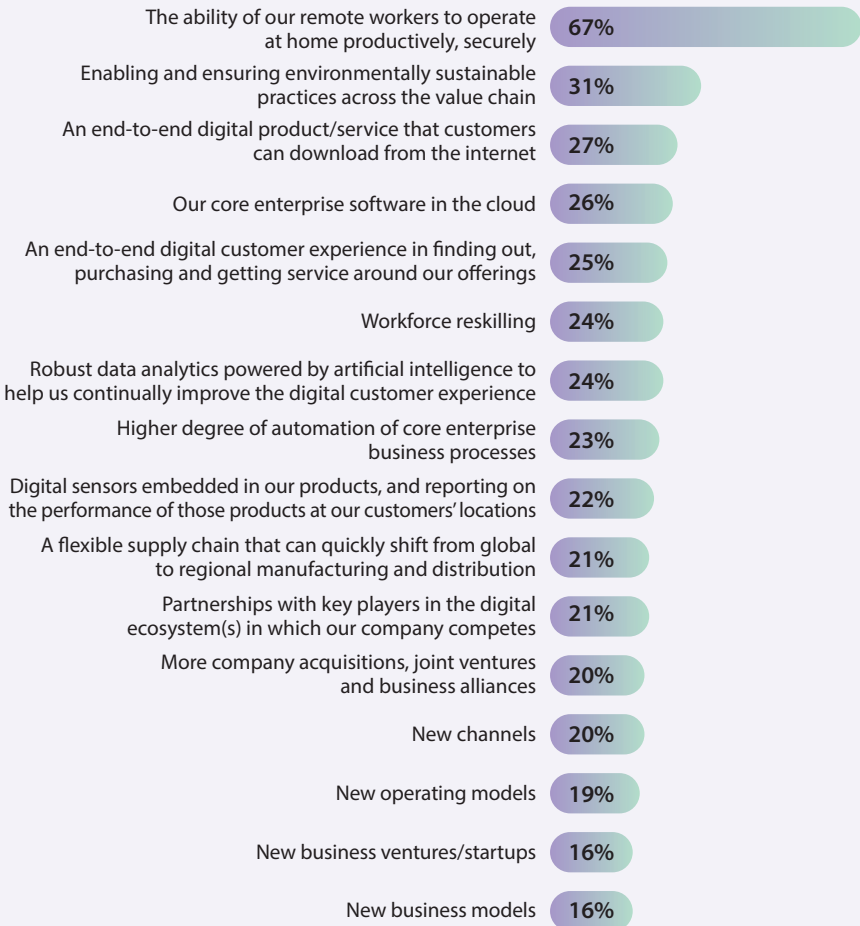 The ability of our remote workers to operate
at home productively, securely
67%
Enabling and ensuring environmentally sustainable
practices across the value chain
31%
An end-to-end digital product/service that customers
can download from the internet
27%
Our core enterprise software in the cloud
26%
An end-to-end digital customer experience in finding out,
purchasing and getting service around our offerings
25%
Workforce reskilling
24%
Robust data analytics powered by artificial intelligence to
help us continually improve the digital customer experience
24%
Higher degree of automation of core enterprise
business processes
23%
Digital sensors embedded in our products, and reporting on
the performance of those products at our customers' locations
22%
A flexible supply chain that can quickly shift from global
to regional manufacturing and distribution
21%
Partnerships with key players in the digital
ecosystem(s) in which our company competes
21%
More company acquisitions, joint ventures
and business alliances
20%
New channels
20%
New operating models
19%
New business ventures/startups
16%
New business models
16%